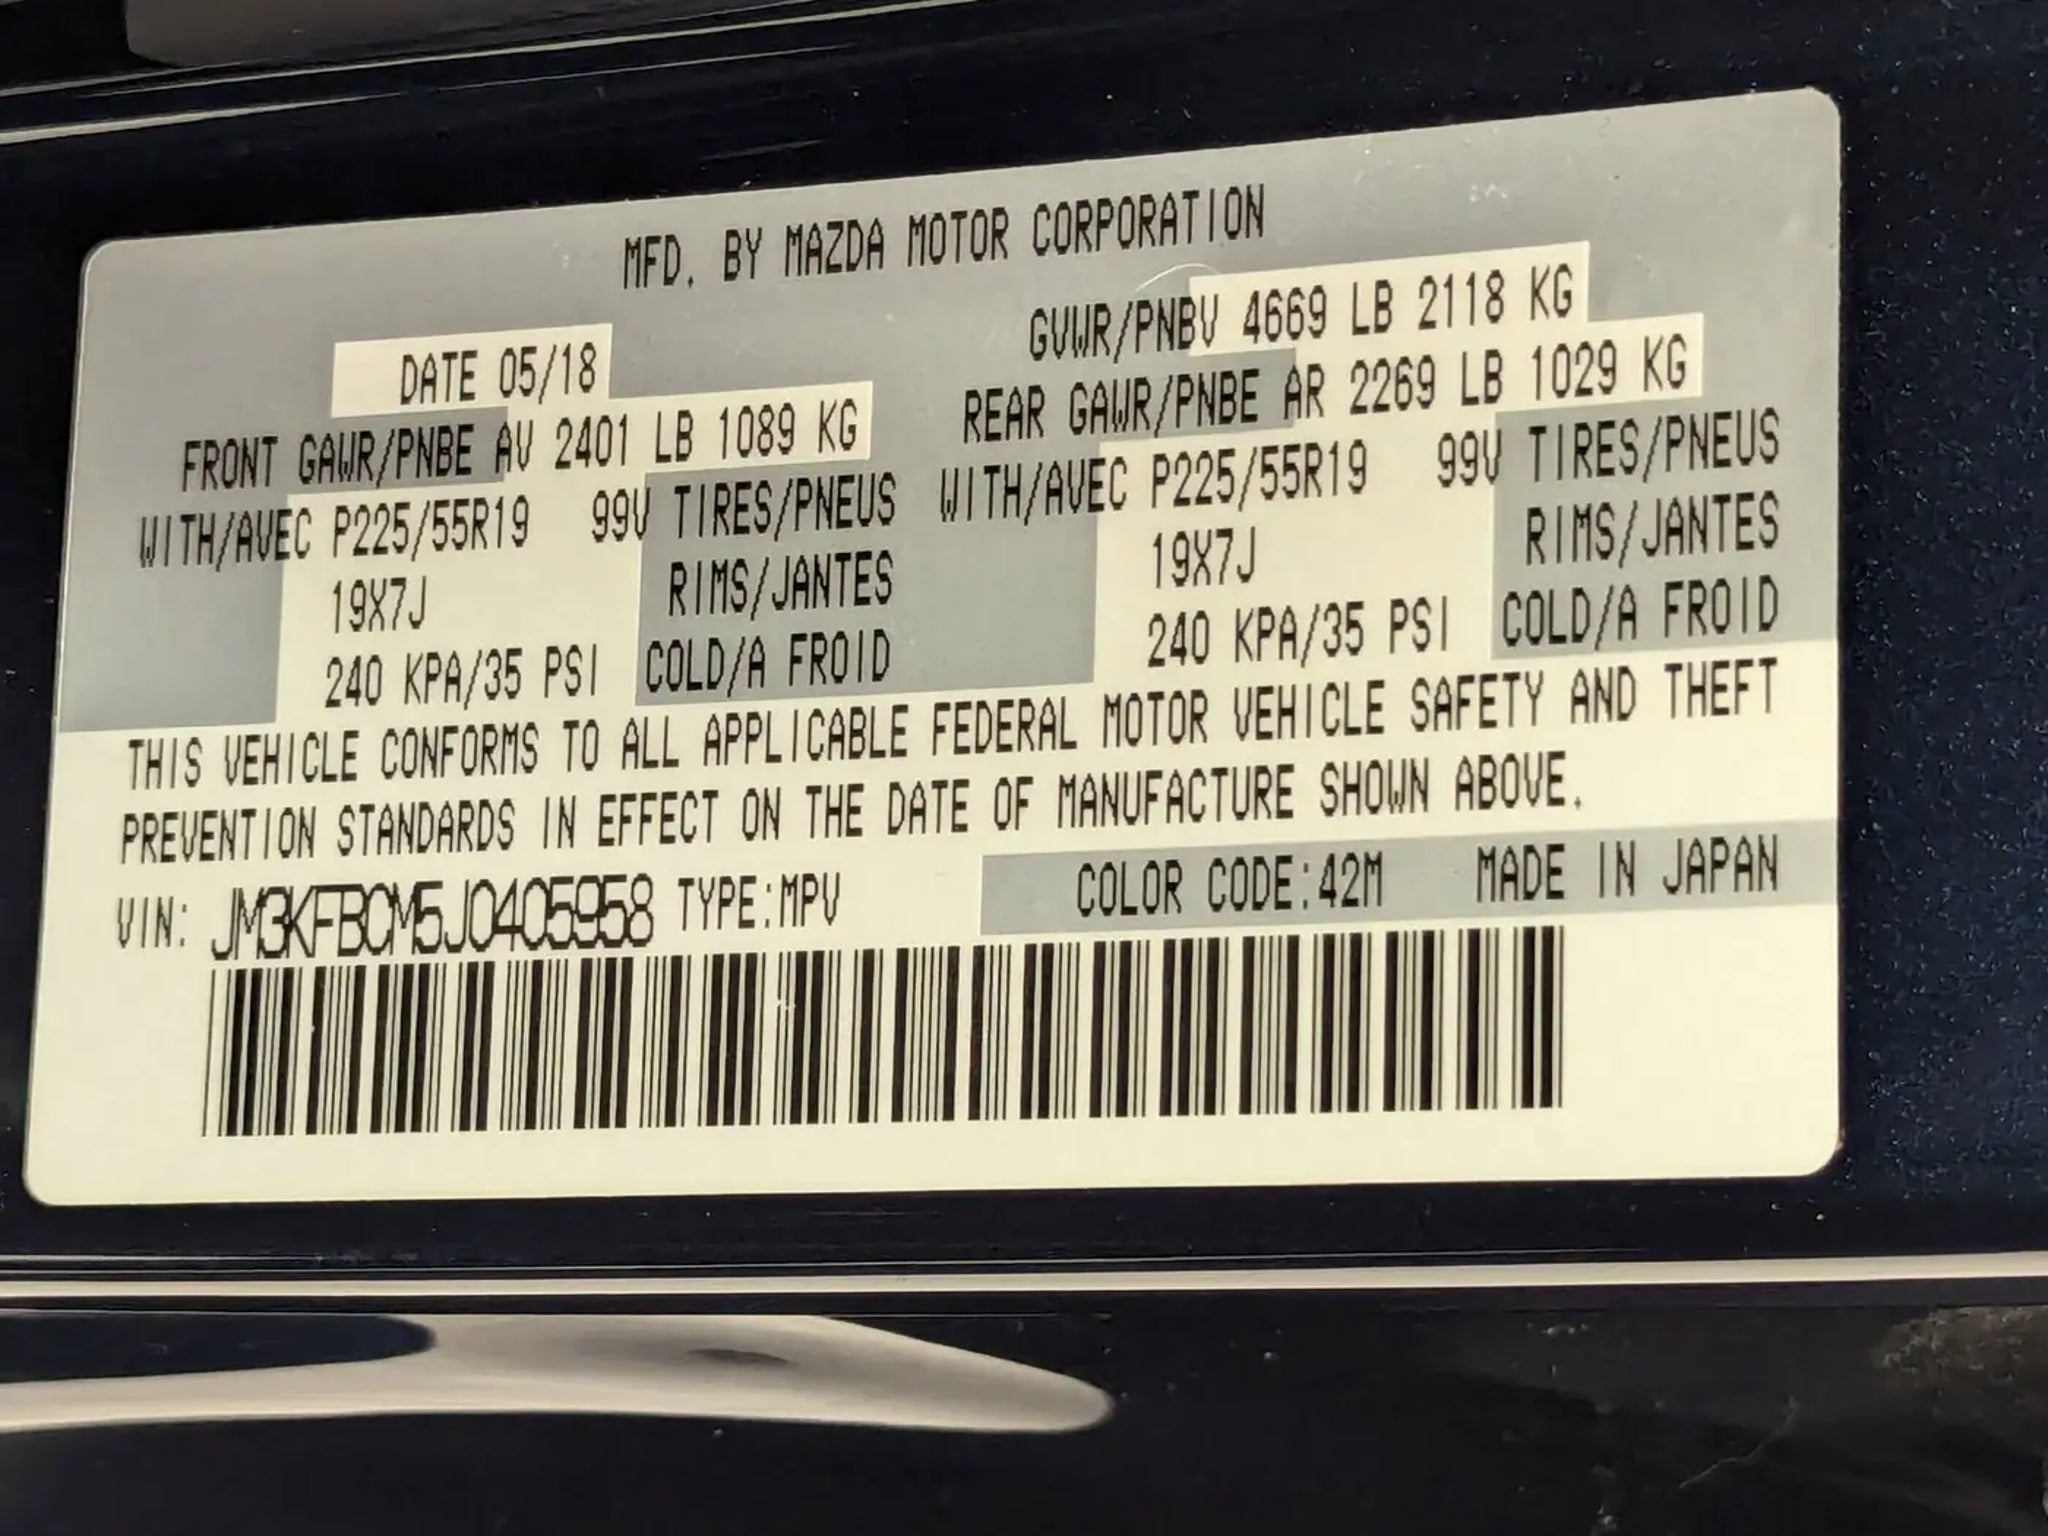 MFD. BY MAZDA MOTOR CORPORATION
GVWR/PNBV 4669 LB 2118 KG
DATE 05/18
FRONT GAWR/PNBE AV 2401 LB 1089 KG
REAR GAWR/PNBE AR 2269 LB 1029 KG
WITH/AVEC P225/55R19 99V TIRES/PNEUS
WITH/AVEC P225/55R19 99V TIRES/PNEUS
19X7J RIMS/JANTES
19X7J RIMS/JANTES
240 KPA/35 PSI COLD/A FROID
240 KPA/35 PSI COLD/A FROID
THIS VEHICLE CONFORMS TO ALL APPLICABLE FEDERAL MOTOR VEHICLE SAFETY AND THEFT
PREVENTION STANDARDS IN EFFECT ON THE DATE OF MANUFACTURE SHOWN ABOVE.
VIN: JM3KFBCM5J0405958 TYPE:MPV COLOR CODE:42M MADE IN JAPAN